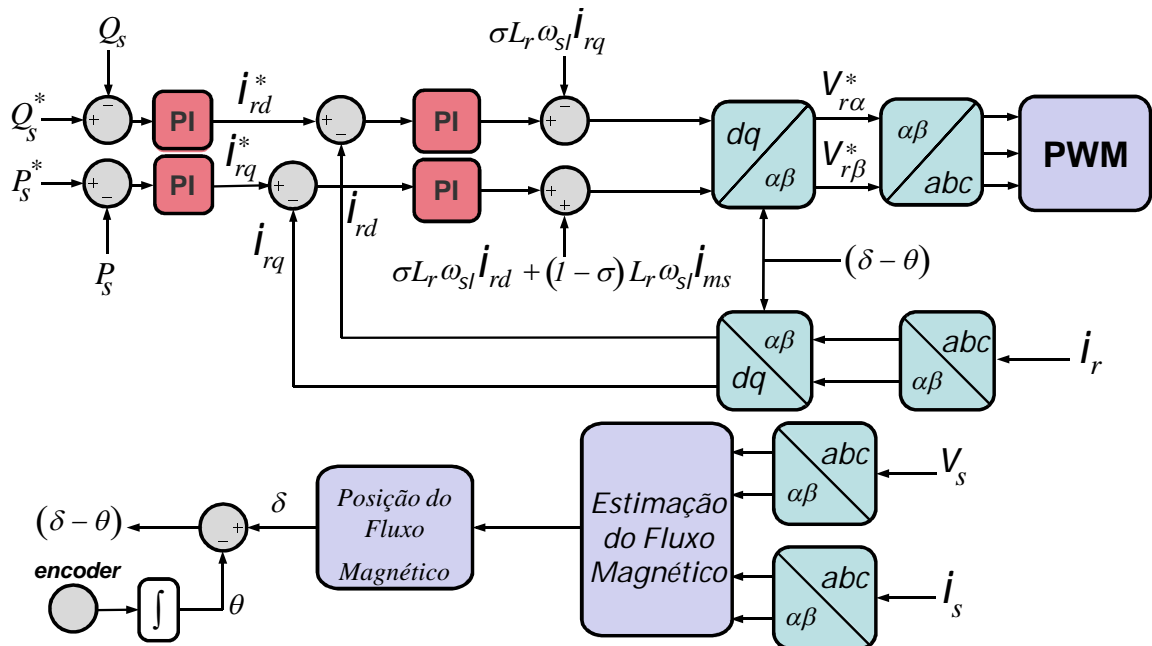 Q_s
σL_r ω_sl i_rq
Q_s^*
−
+
PI
i_rd^*
+
−
PI
−
+
dq
αβ
V_rα^*
V_rβ^*
αβ
abc
PWM
P_s^*
+
−
PI
i_rq^*
+
−
PI
+
+
i_rq
i_rd
P_s
σL_r ω_sl i_rd + (1 − σ) L_r ω_sl i_ms
(δ − θ)
αβ
dq
abc
αβ
i_r
Estimação
do Fluxo
Magnético
abc
αβ
V_s
abc
αβ
i_s
Posição do
Fluxo
Magnético
δ
+
−
(δ − θ)
encoder
∫
θ